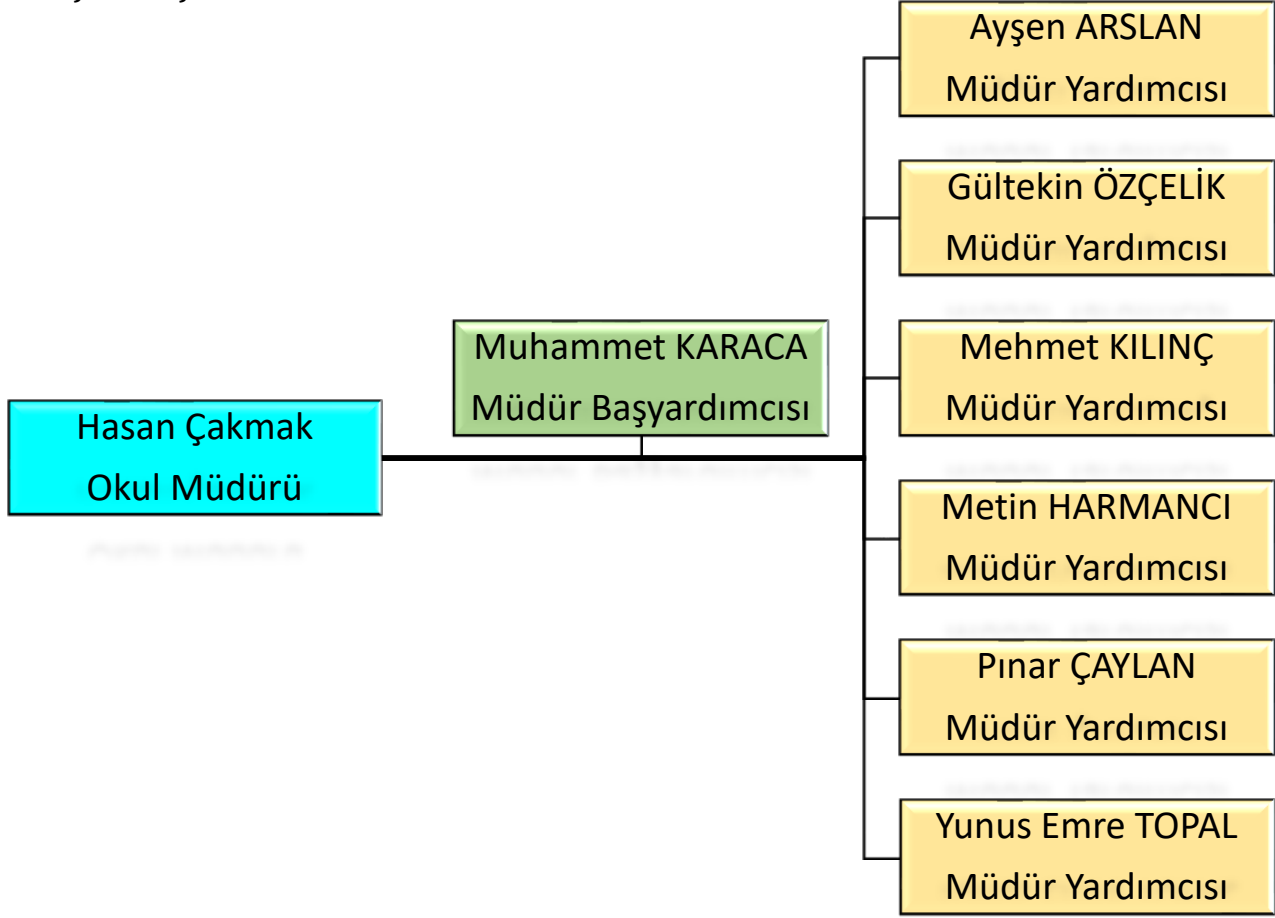 Hasan Çakmak
Okul Müdürü
Muhammet KARACA
Müdür Başyardımcısı
Ayşen ARSLAN
Müdür Yardımcısı
Gültekin ÖZÇELİK
Müdür Yardımcısı
Mehmet KILINÇ
Müdür Yardımcısı
Metin HARMANCI
Müdür Yardımcısı
Pınar ÇAYLAN
Müdür Yardımcısı
Yunus Emre TOPAL
Müdür Yardımcısı